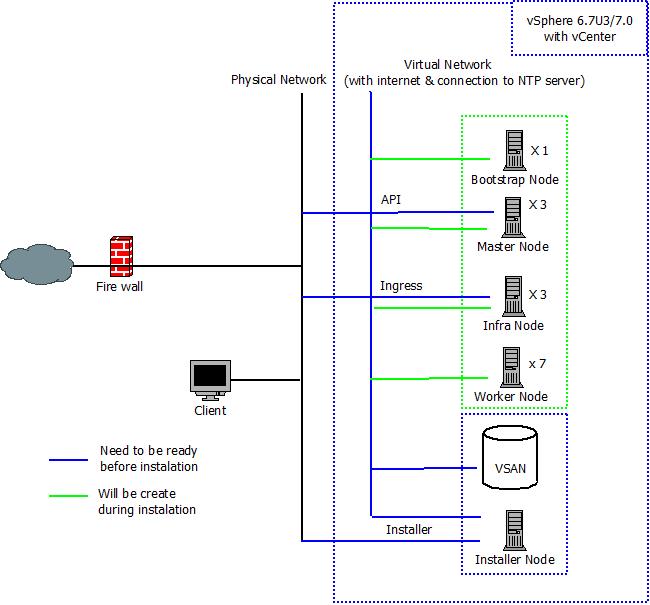 vSphere 6.7U3/7.0
with vCenter
Virtual Network
Physical Network
(with internet & connection to NTP server)
X 1
Bootstrap Node
API
X 3
Master Node
Fire wall
Ingress
X 3
Infra Node
x 7
Worker Node
Client
Need to be ready
before instalation
VSAN
Will be create
during instalation
Installer
Installer Node